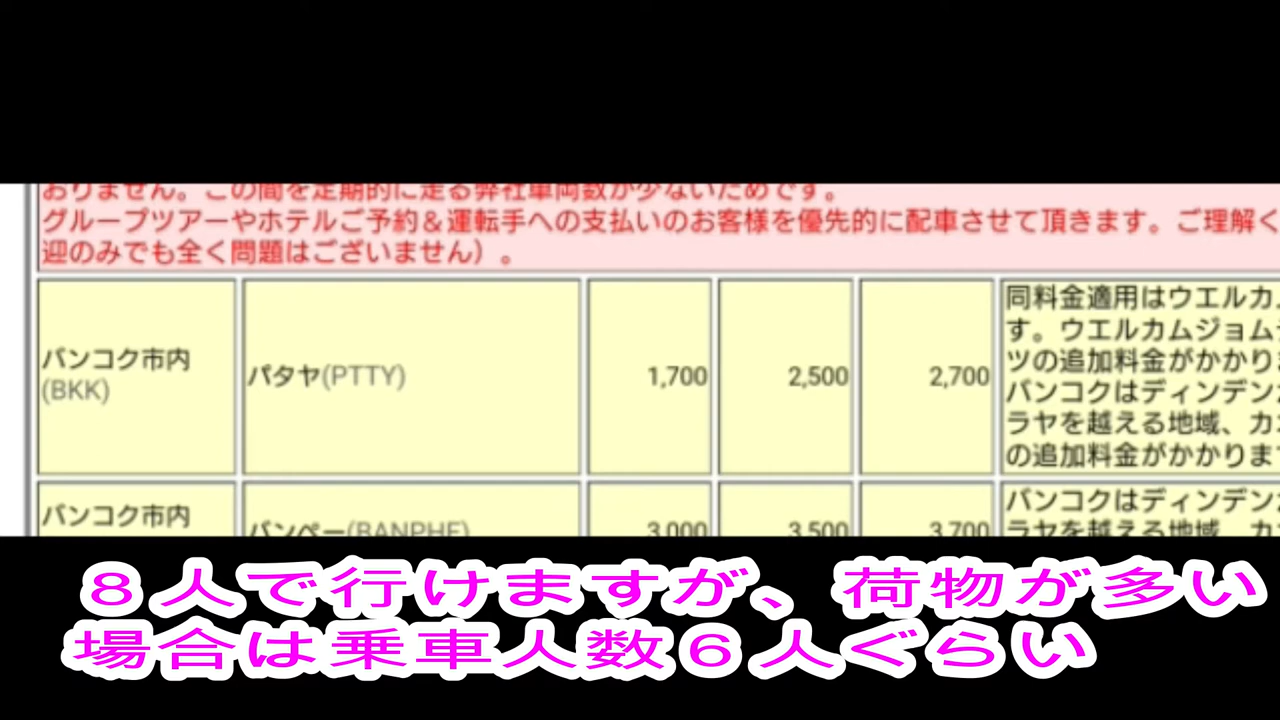 おりません。この間を定期的に走る弊社車両数が少ないためです。
グループツアーやホテルご予約＆運転手への支払いのお客様を優先的に配車させて頂きます。ご理解く
迎のみでも全く問題はございません）。
バンコク市内
(BKK)
パタヤ(PTTY)
1,700
2,500
2,700
同料金適用はウエルカ
す。ウエルカムジョム
ツの追加料金がかかり
バンコクはディンデン
ラヤを越える地域、カ
の追加料金がかかりま
バンコク市内
バンペー(BANPHE)
3,000
3,500
3,700
バンコクはディンデン
ラヤを越える地域、カ
８人で行けますが、荷物が多い
場合は乗車人数６人ぐらい